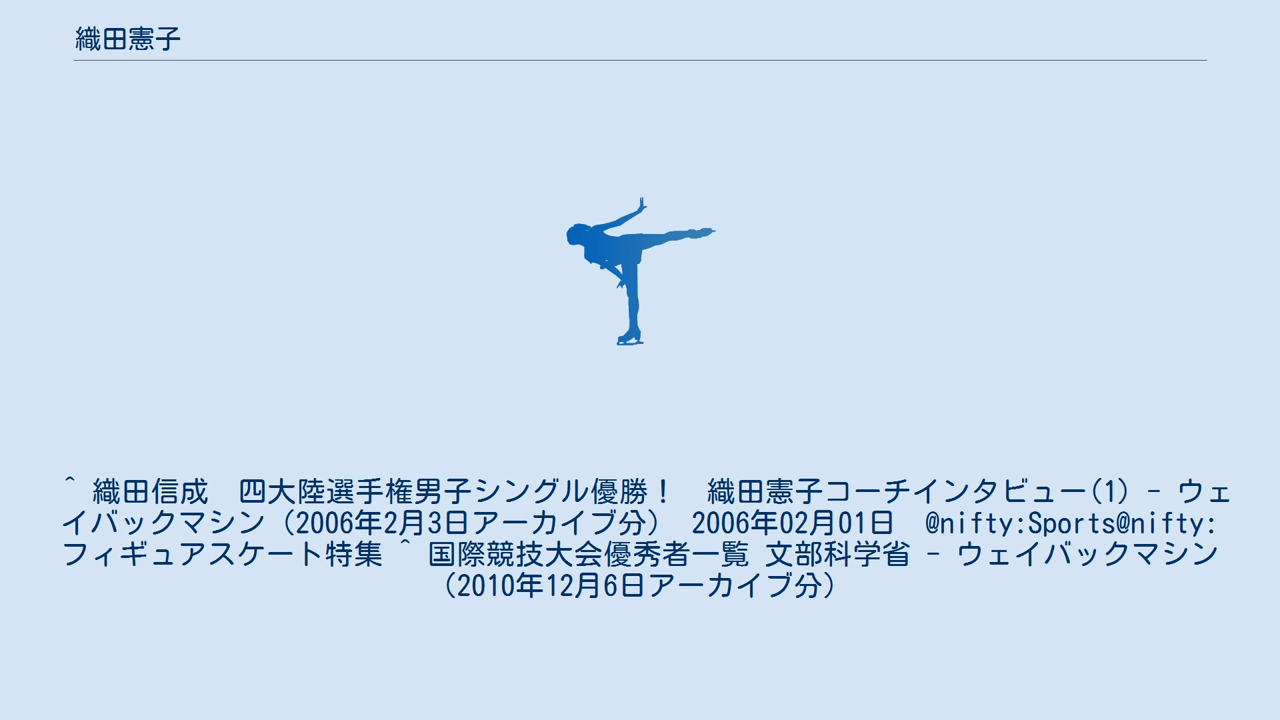 織田憲子
^ 織田信成　四大陸選手権男子シングル優勝！　織田憲子コーチインタビュー(1) - ウェ
イバックマシン（2006年2月3日アーカイブ分） 2006年02月01日　@nifty:Sports@nifty:
フィギュアスケート特集 ^ 国際競技大会優秀者一覧 文部科学省 - ウェイバックマシン
（2010年12月6日アーカイブ分）